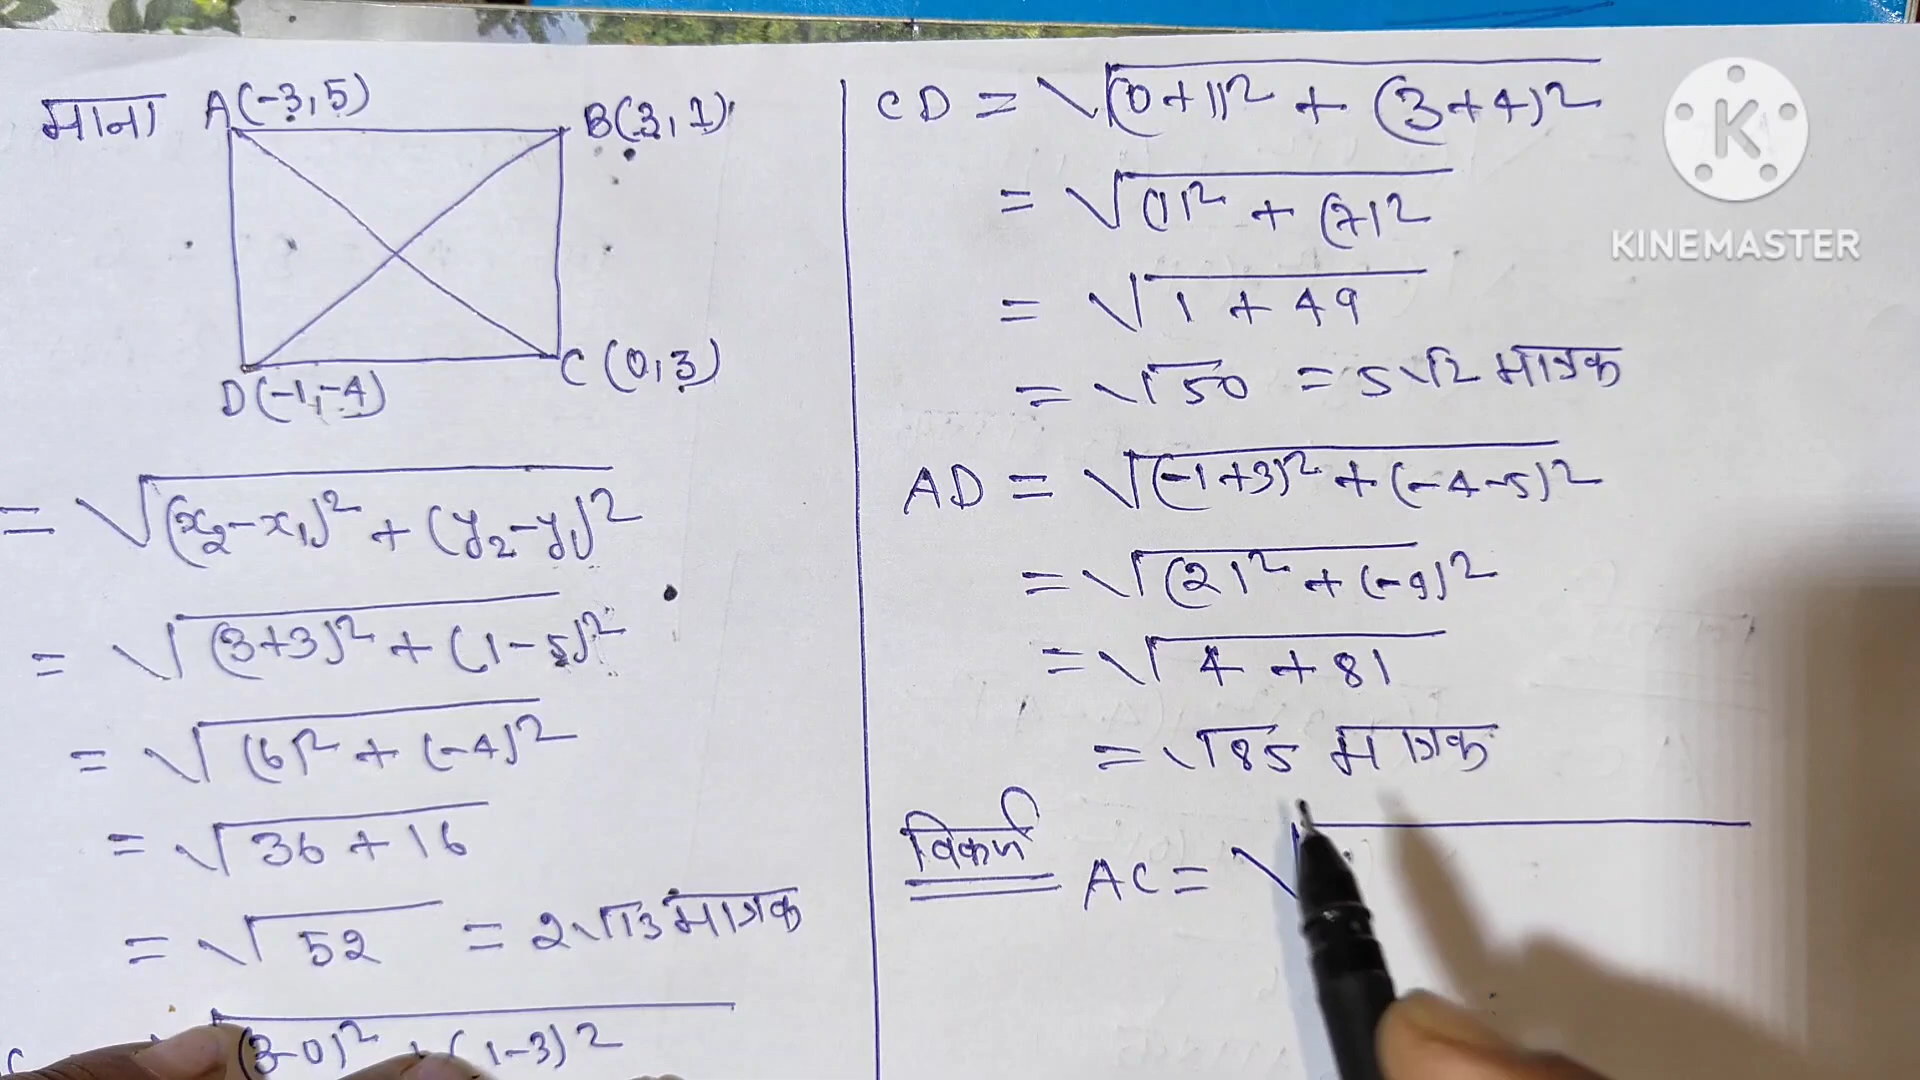 माना A(-3,5) B(3,1)
D(-1,-4) C(0,3)
= √(x₂-x₁)² + (y₂-y₁)²
= √(3+3)² + (1-5)²
= √(6)² + (-4)²
= √36 + 16
= √52 = 2√13 मात्रक
(3-0)² + (1-3)²
CD = √(0+1)² + (3+4)²
= √(1)² + (7)²
= √1 + 49
= √50 = 5√2 मात्रक
AD = √(-1+3)² + (-4-5)²
= √(2)² + (-9)²
= √4 + 81
= √85 मात्रक
विकर्ण AC = √
KINEMASTER